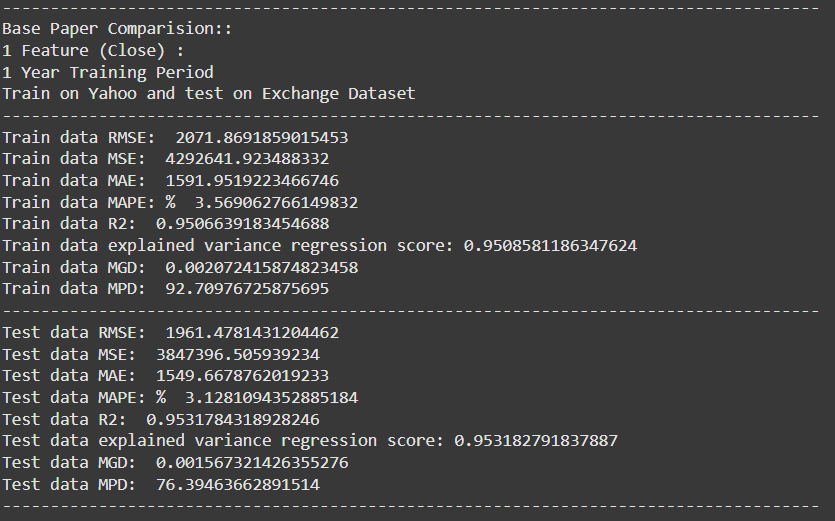 --------------------------------------------------------------------------------------
Base Paper Comparision::
1 Feature (Close) :
1 Year Training Period
Train on Yahoo and test on Exchange Dataset
--------------------------------------------------------------------------------------
Train data RMSE:  2071.8691859015453
Train data MSE:  4292641.923488332
Train data MAE:  1591.9519223466746
Train data MAPE: %  3.569062766149832
Train data R2:  0.9506639183454688
Train data explained variance regression score: 0.9508581186347624
Train data MGD:  0.002072415874823458
Train data MPD:  92.70976725875695
--------------------------------------------------------------------------------------
Test data RMSE:  1961.4781431204462
Test data MSE:  3847396.505939234
Test data MAE:  1549.6678762019233
Test data MAPE: %  3.1281094352885184
Test data R2:  0.9531784318928246
Test data explained variance regression score: 0.953182791837887
Test data MGD:  0.001567321426355276
Test data MPD:  76.39463662891514
--------------------------------------------------------------------------------------